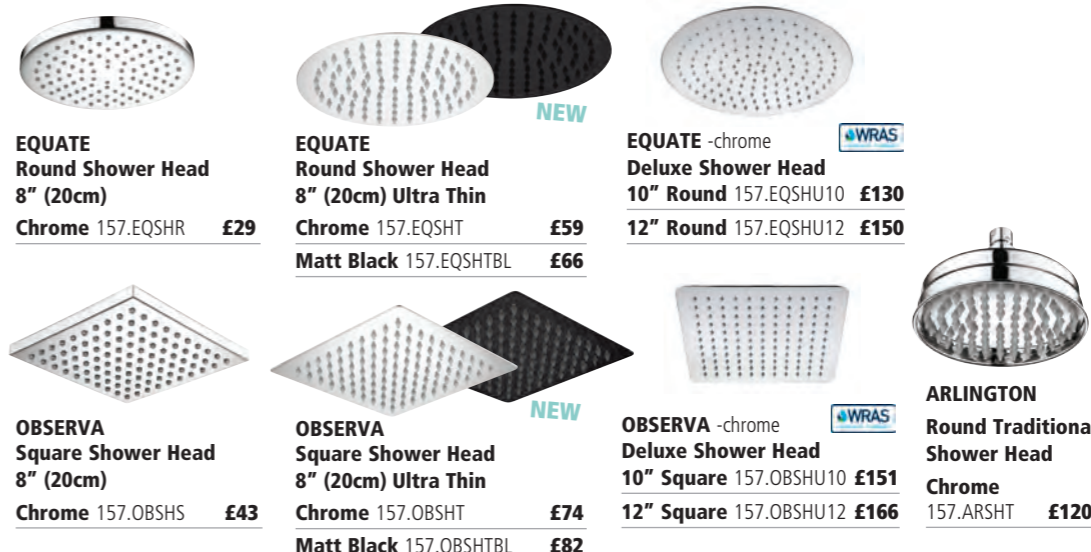 NEW
EQUATE
Round Shower Head
8” (20cm)
Chrome 157.EQSHR £29
EQUATE
Round Shower Head
8” (20cm) Ultra Thin
Chrome 157.EQSHT £59
Matt Black 157.EQSHTBL £66
EQUATE -chrome
WRAS
Deluxe Shower Head
10” Round 157.EQSHU10 £130
12” Round 157.EQSHU12 £150
NEW
OBSERVA
Square Shower Head
8” (20cm)
Chrome 157.OBSHS £43
OBSERVA
Square Shower Head
8” (20cm) Ultra Thin
Chrome 157.OBSHT £74
Matt Black 157.OBSHTBL £82
OBSERVA -chrome
WRAS
Deluxe Shower Head
10” Square 157.OBSHU10 £151
12” Square 157.OBSHU12 £166
ARLINGTON
Round Traditiona
Shower Head
Chrome
157.ARSHT £120